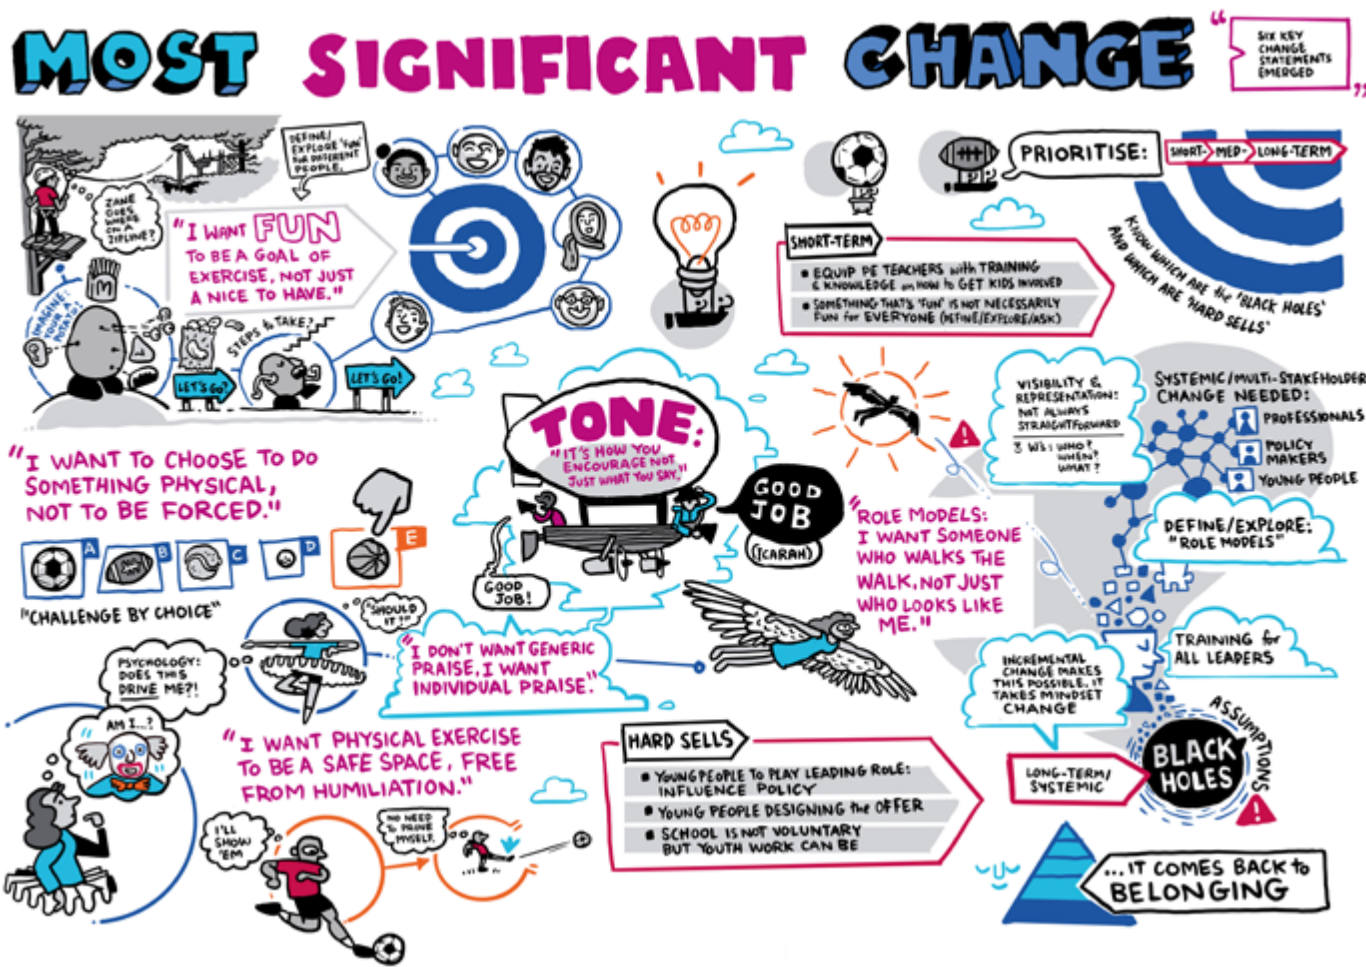 MOST SIGNIFICANT CHANGE
"
SIX KEY
CHANGE
STATEMENTS
EMERGED
"
DEFINE/
EXPLORE 'FUN'
FOR DIFFERENT
PEOPLE.
ZANE
GOES
WHERE
ON A
ZIPLINE?
"I WANT FUN
TO BE A GOAL OF
EXERCISE, NOT JUST
A NICE TO HAVE."
IMAGINE:
YOUR A
POTATO!
M
STEPS to TAKE?
LET'S GO?
LET'S GO!
PRIORITISE:
SHORT- MED- LONG-TERM
KNOW WHICH ARE the 'BLACK HOLES'
AND WHICH ARE 'HARD SELLS'
SHORT-TERM
• EQUIP PE TEACHERS with TRAINING
& KNOWLEDGE on HOW to GET KIDS INVOLVED
• SOMETHING THAT'S 'FUN' IS NOT NECESSARILY
FUN for EVERYONE (DEFINE/EXPLORE/ASK)
"I WANT TO CHOOSE TO DO
SOMETHING PHYSICAL,
NOT TO BE FORCED."
A
B
C
D
E
"CHALLENGE BY CHOICE"
TONE:
"IT'S HOW YOU
ENCOURAGE NOT
JUST WHAT YOU SAY."
GOOD
JOB
(ICARAH)
GOOD
JOB!
"I DON'T WANT GENERIC
PRAISE, I WANT
INDIVIDUAL PRAISE."
"SHOULD
IT?"
PSYCHOLOGY:
DOES THIS
DRIVE ME?!
AM I...?
"I WANT PHYSICAL EXERCISE
TO BE A SAFE SPACE, FREE
FROM HUMILIATION."
I'LL
SHOW
'EM
NO NEED
TO PROVE
MYSELF.
VISIBILITY &
REPRESENTATION:
NOT ALWAYS
STRAIGHTFORWARD
3 W'S: WHO?
WHEN?
WHAT?
"ROLE MODELS:
I WANT SOMEONE
WHO WALKS THE
WALK, NOT JUST
WHO LOOKS LIKE
ME."
SYSTEMIC/MULTI-STAKEHOLDER
CHANGE NEEDED:
PROFESSIONALS
POLICY
MAKERS
YOUNG PEOPLE
DEFINE/EXPLORE:
"ROLE MODELS"
TRAINING for
ALL LEADERS
INCREMENTAL
CHANGE MAKES
THIS POSSIBLE. IT
TAKES MINDSET
CHANGE
LONG-TERM/
SYSTEMIC
BLACK
HOLES
ASSUMPTIONS
HARD SELLS
• YOUNG PEOPLE TO PLAY LEADING ROLE:
INFLUENCE POLICY
• YOUNG PEOPLE DESIGNING the OFFER
• SCHOOL IS NOT VOLUNTARY
BUT YOUTH WORK CAN BE
...IT COMES BACK to
BELONGING